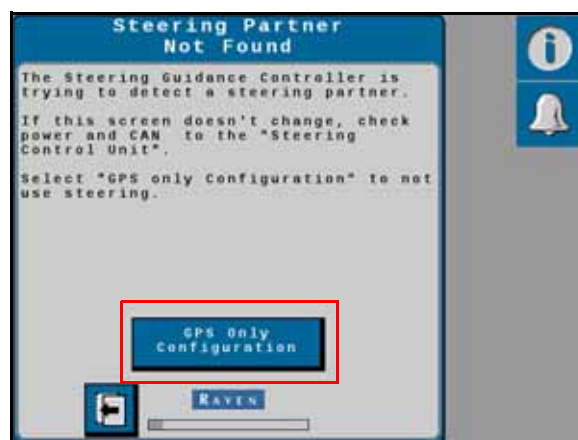 Steering Partner
Not Found
The Steering Guidance Controller is
trying to detect a steering partner.
If this screen doesn't change, check
power and CAN to the "Steering
Control Unit".
Select "GPS only Configuration" to not
use steering.
GPS Only
Configuration
RAVEN